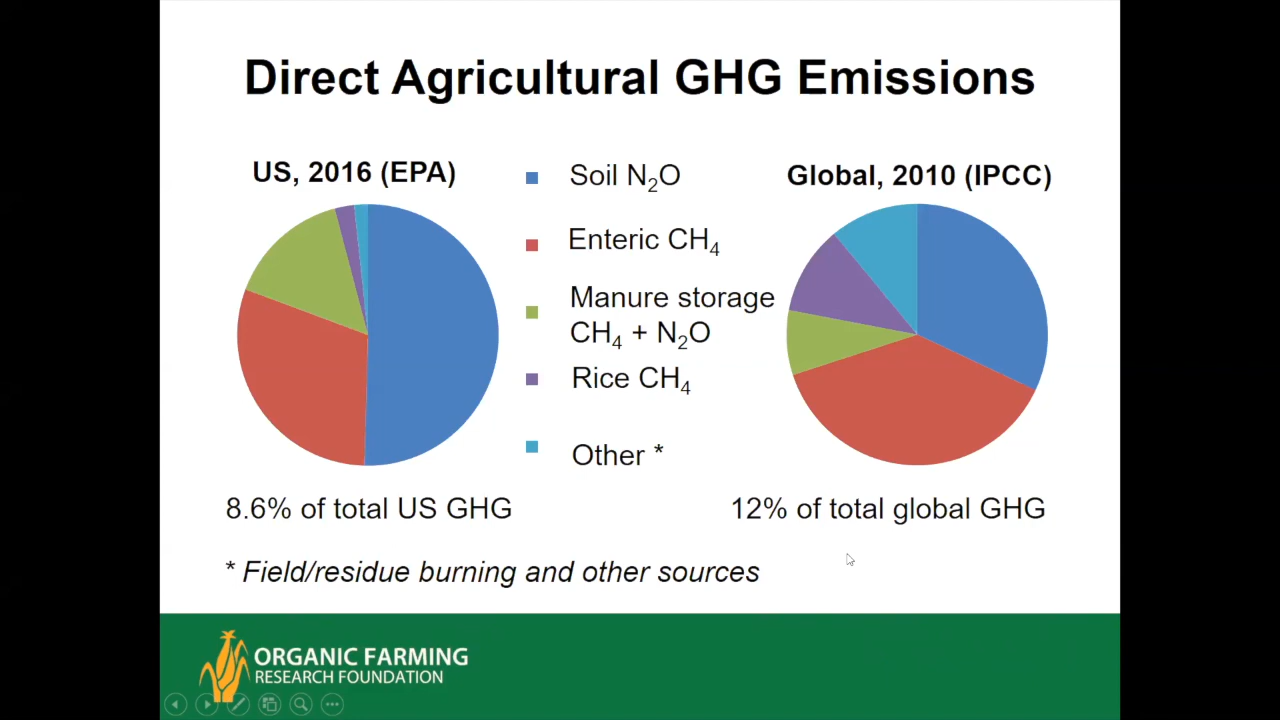 Direct Agricultural GHG Emissions
US, 2016 (EPA)
Soil N₂O
Enteric CH₄
Manure storage
CH₄ + N₂O
Rice CH₄
Other *
Global, 2010 (IPCC)
8.6% of total US GHG
12% of total global GHG
* Field/residue burning and other sources
ORGANIC FARMING
RESEARCH FOUNDATION